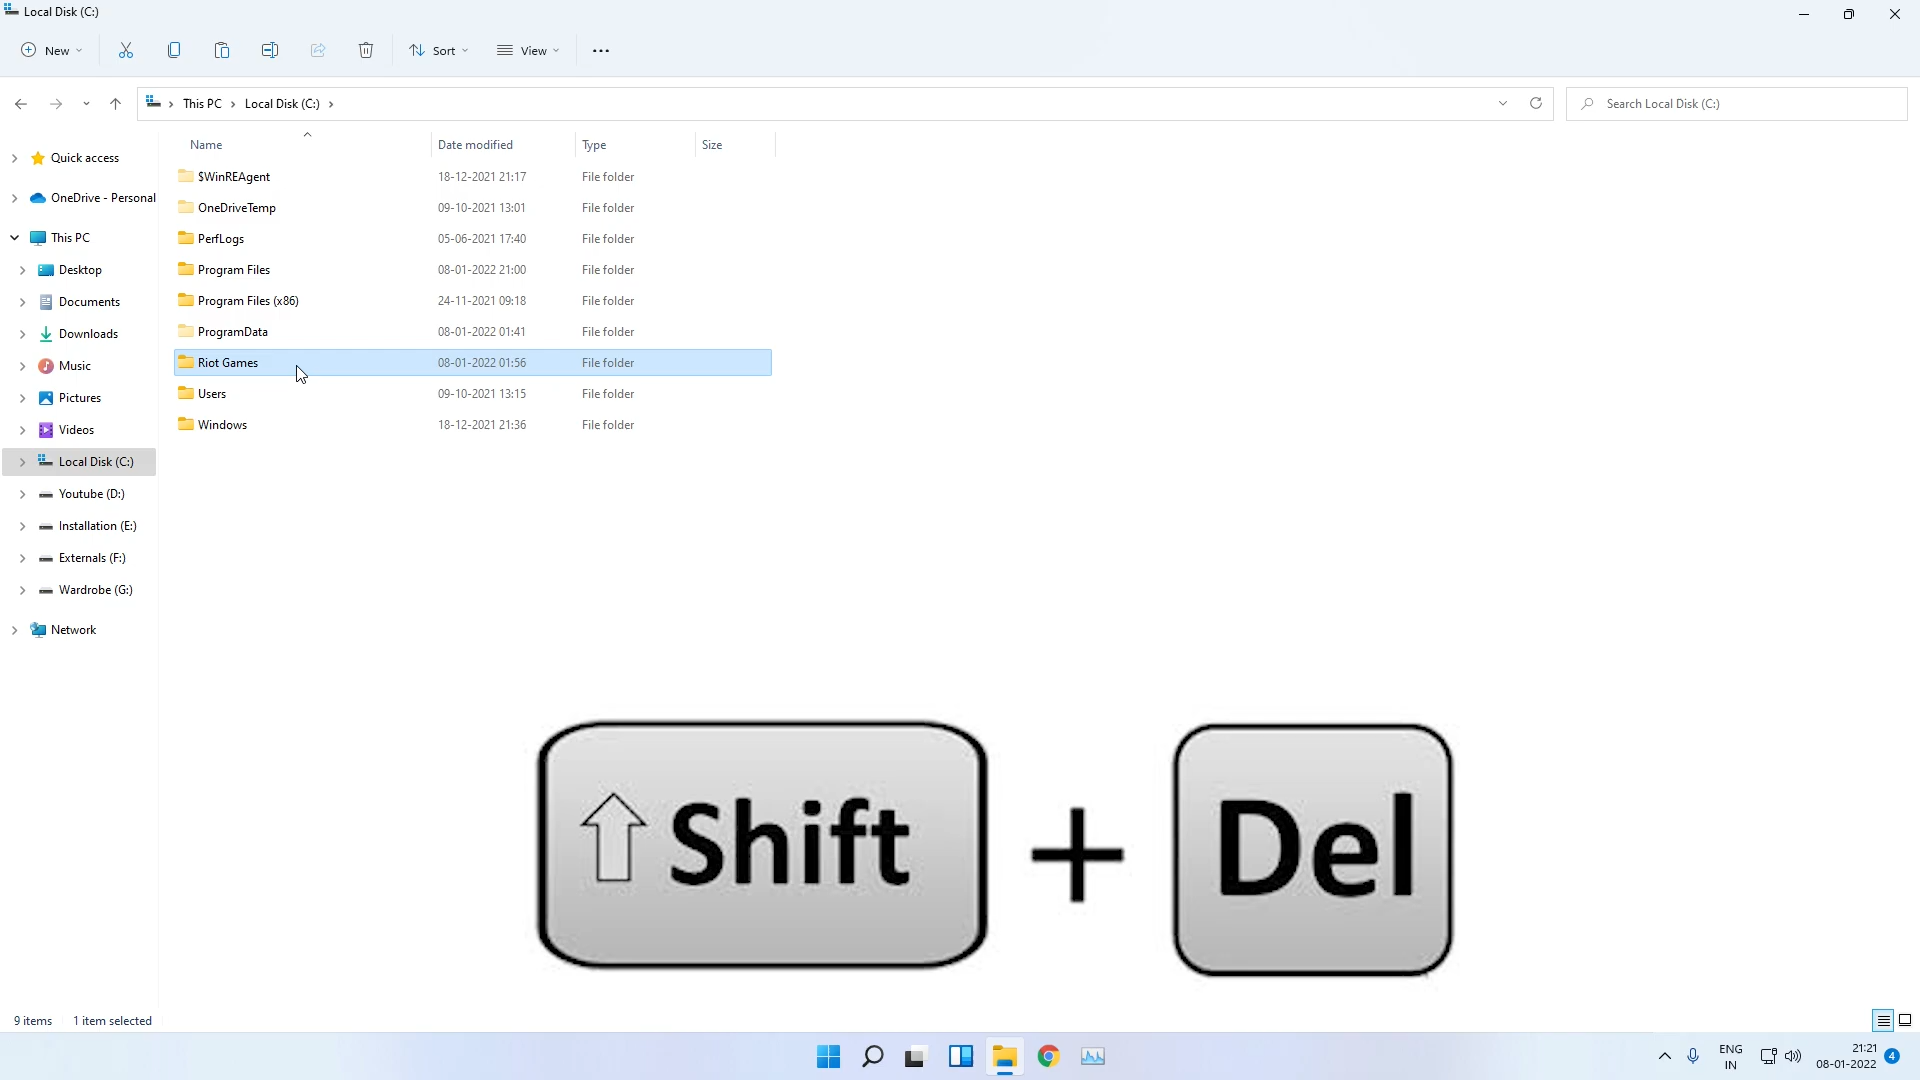 Local Disk (C:)
New
Sort
View
This PC
Local Disk (C:)
Search Local Disk (C:)
Name
Date modified
Type
Size
Quick access
OneDrive - Personal
This PC
Desktop
Documents
Downloads
Music
Pictures
Videos
Local Disk (C:)
Youtube (D:)
Installation (E:)
Externals (F:)
Wardrobe (G:)
Network
$WinREAgent 18-12-2021 21:17 File folder
OneDriveTemp 09-10-2021 13:01 File folder
PerfLogs 05-06-2021 17:40 File folder
Program Files 08-01-2022 21:00 File folder
Program Files (x86) 24-11-2021 09:18 File folder
ProgramData 08-01-2022 01:41 File folder
Riot Games 08-01-2022 01:56 File folder
Users 09-10-2021 13:15 File folder
Windows 18-12-2021 21:36 File folder
Shift + Del
9 items 1 item selected
ENG
IN
21:21
08-01-2022
4